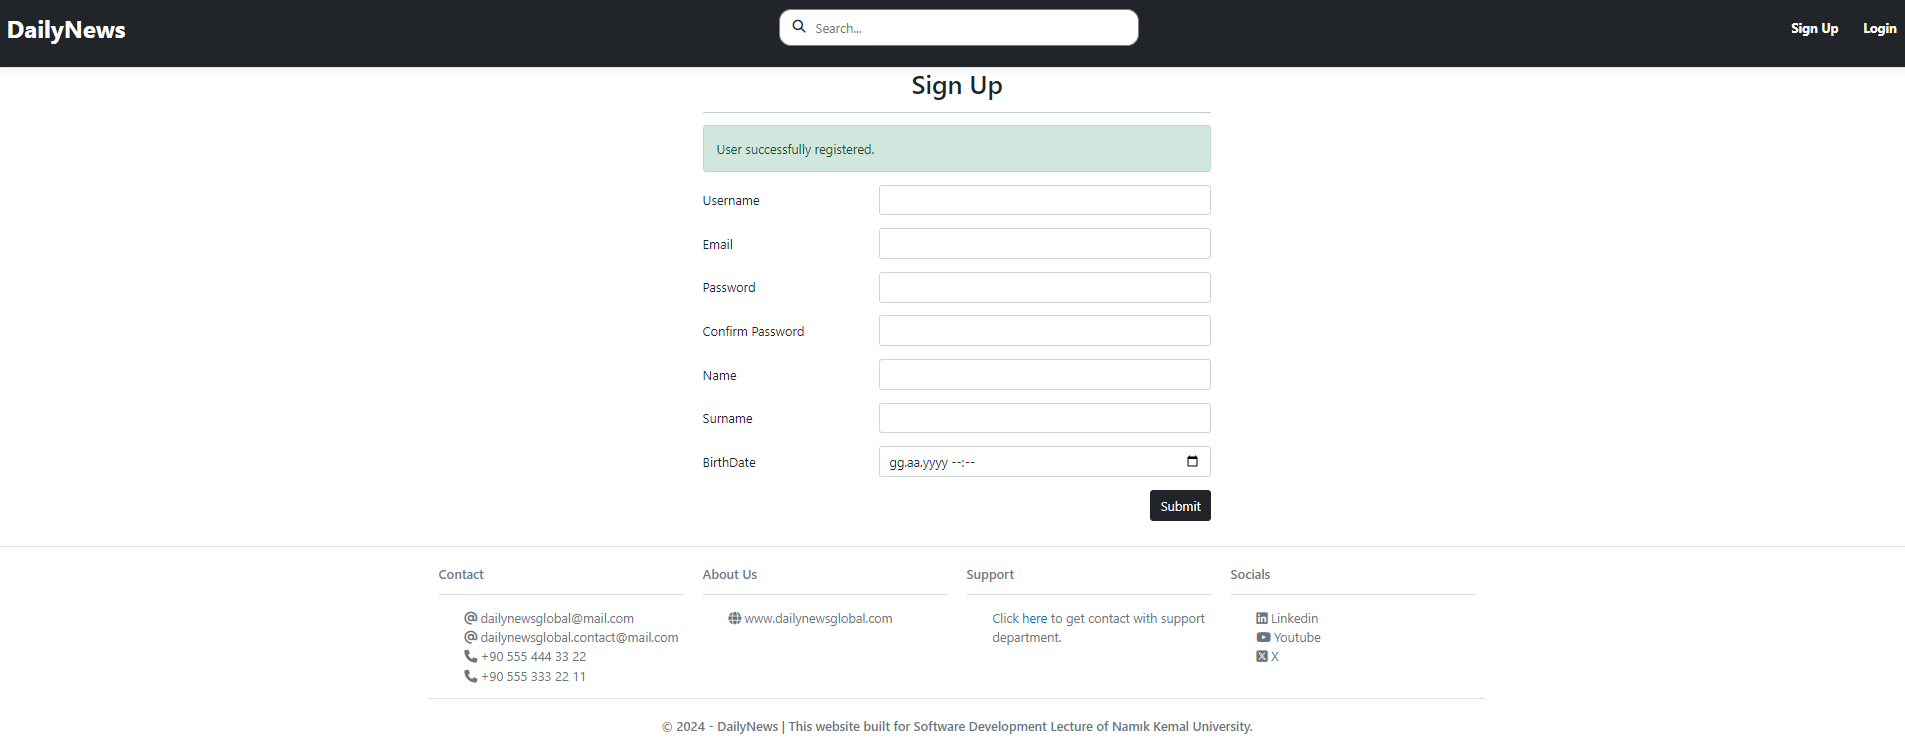 DailyNews
Search...
Sign Up
Login
Sign Up
User successfully registered.
Username
Email
Password
Confirm Password
Name
Surname
BirthDate
gg.aa.yyyy --:--
Submit
Contact
dailynewsglobal@mail.com
dailynewsglobal.contact@mail.com
+90 555 444 33 22
+90 555 333 22 11
About Us
www.dailynewsglobal.com
Support
Click here to get contact with support
department.
Socials
Linkedin
Youtube
X
© 2024 - DailyNews | This website built for Software Development Lecture of Namık Kemal University.